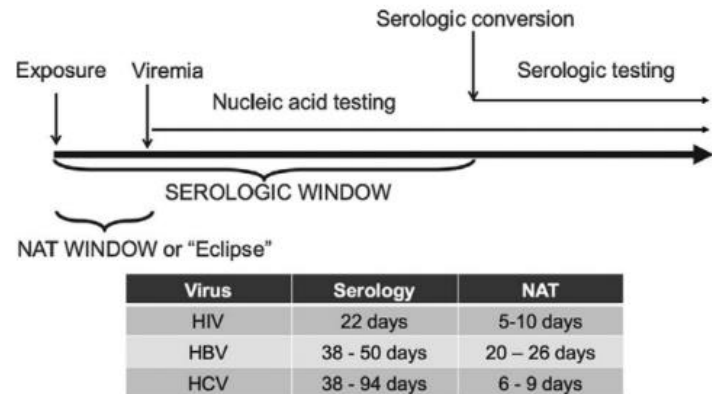 Serologic conversion
Exposure Viremia Serologic testing
Nucleic acid testing
SEROLOGIC WINDOW
NAT WINDOW or “Eclipse”
Virus Serology NAT
HIV 22 days 5-10 days
HBV 38 - 50 days 20 – 26 days
HCV 38 - 94 days 6 - 9 days